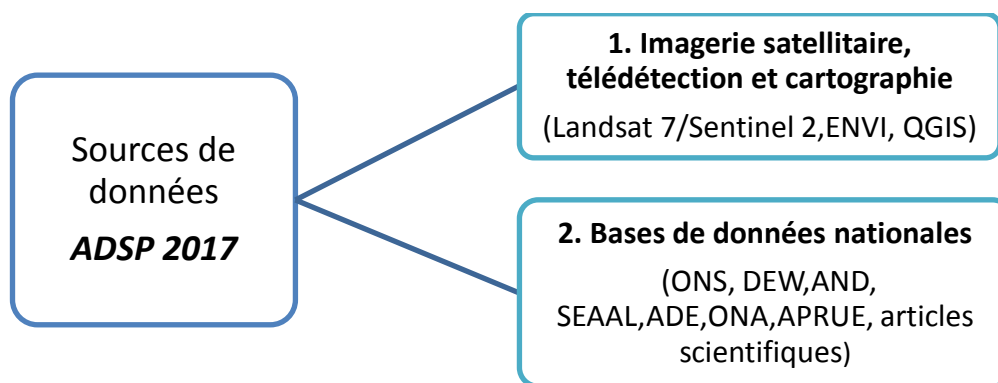 Sources de
données
ADSP 2017
1. Imagerie satellitaire,
télédétection et cartographie
(Landsat 7/Sentinel 2,ENVI, QGIS)
2. Bases de données nationales
(ONS, DEW,AND,
SEAAL,ADE,ONA,APRUE, articles
scientifiques)